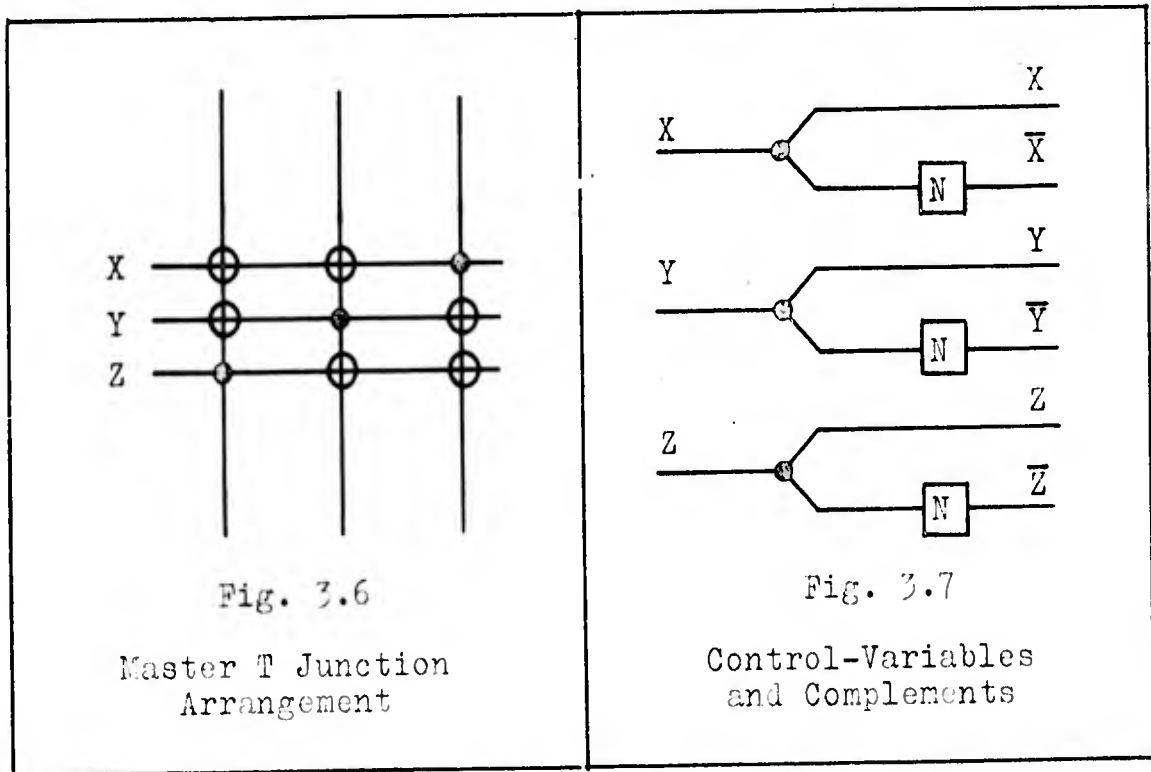 X
Y
Z
Fig. 3.6
Master T Junction
Arrangement
X
X
X̅
N
Y
Y
Y̅
N
Z
Z
Z̅
N
Fig. 3.7
Control-Variables
and Complements